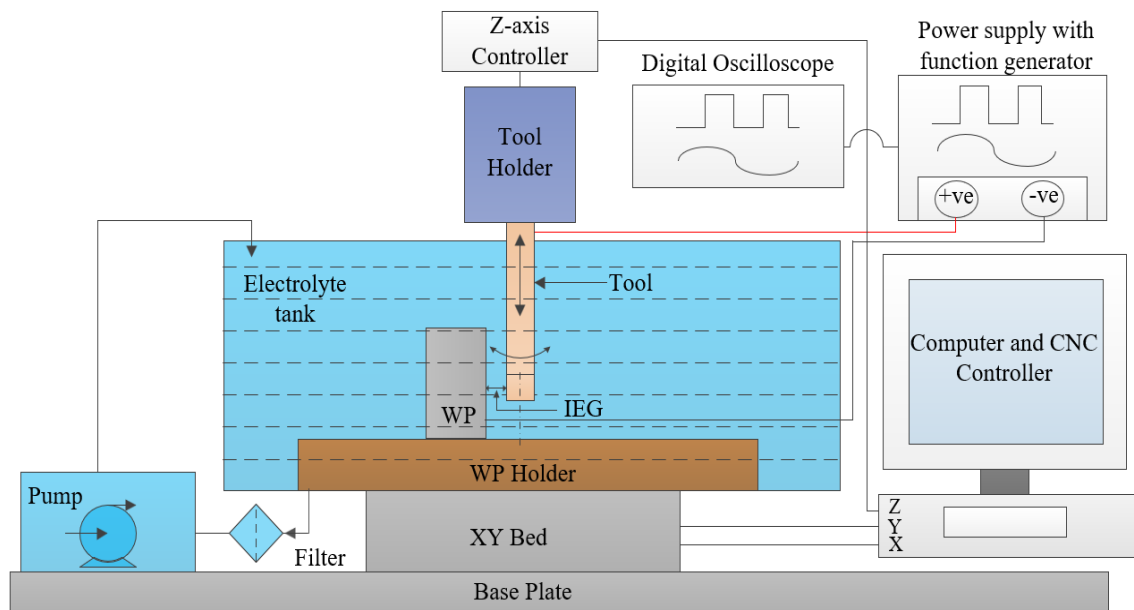 Z-axis
Controller
Power supply with
function generator
Digital Oscilloscope
Tool
Holder
+ve
-ve
Electrolyte
tank
Tool
Computer and CNC
Controller
WP
IEG
WP Holder
Pump
Filter
XY Bed
Z
Y
X
Base Plate